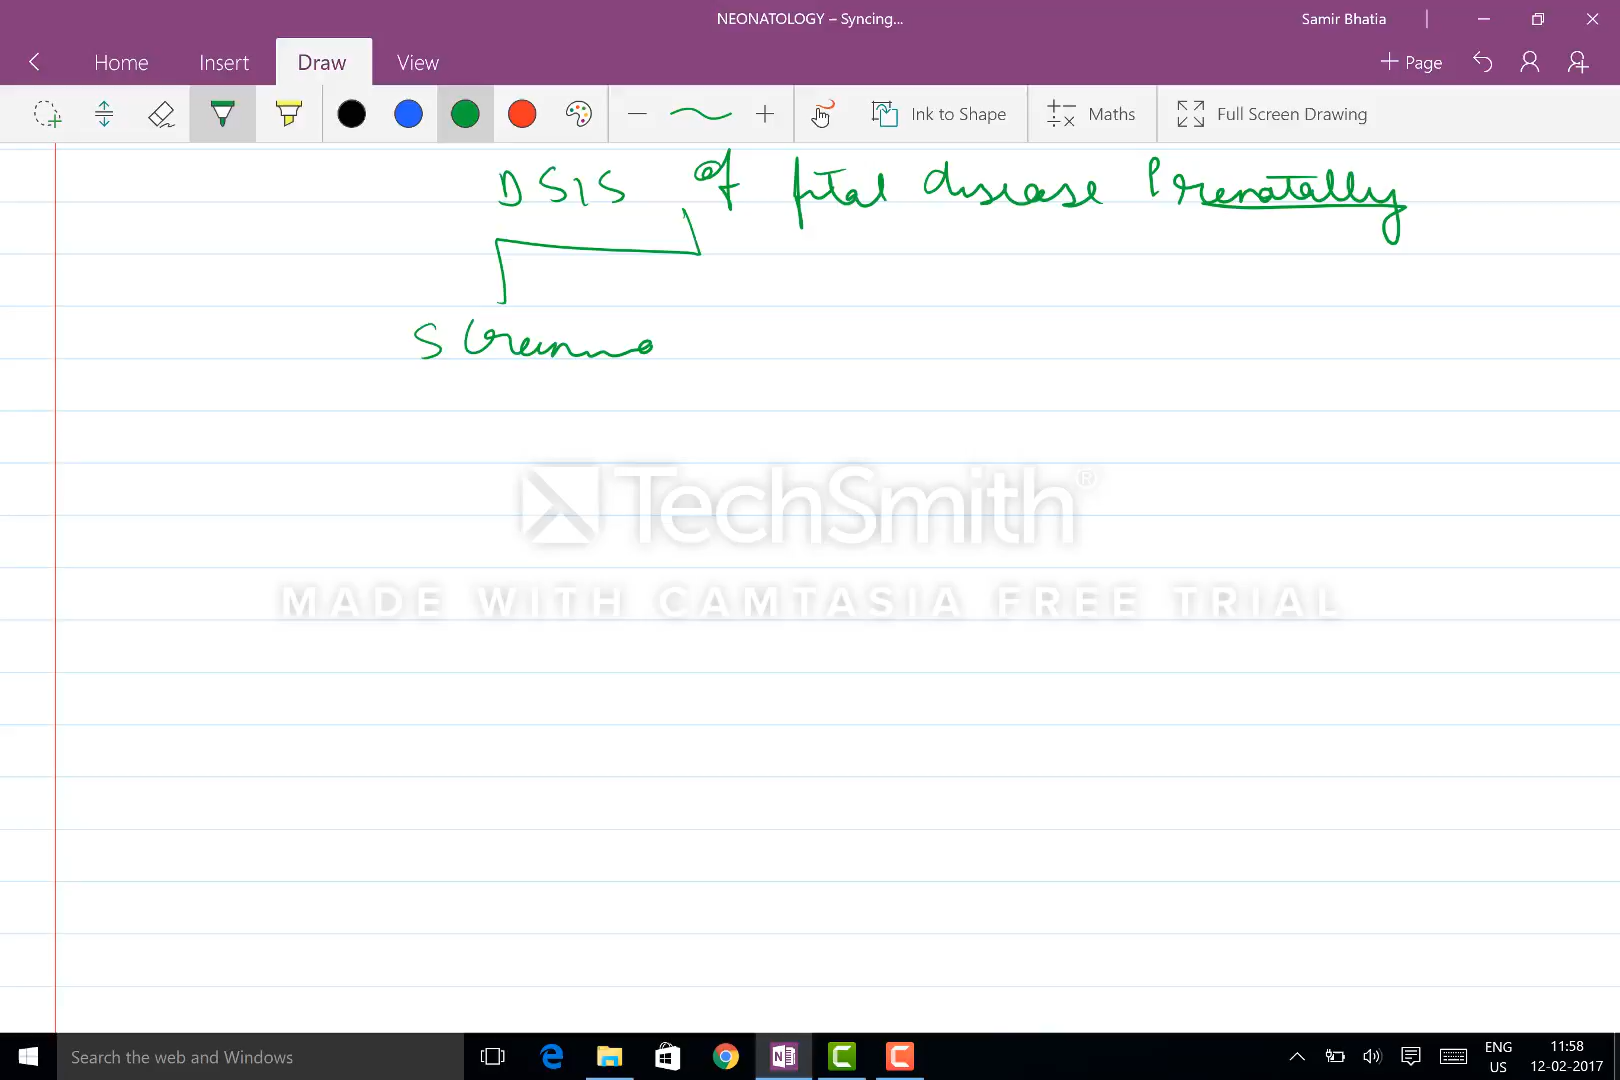 NEONATOLOGY – Syncing...
Samir Bhatia
Home Insert Draw View
Page
Ink to Shape
Maths
Full Screen Drawing
DSIS of fetal disease Prenatally
TechSmith®
MADE WITH CAMTASIA FREE TRIAL
Search the web and Windows
ENG
US
11:58
12-02-2017